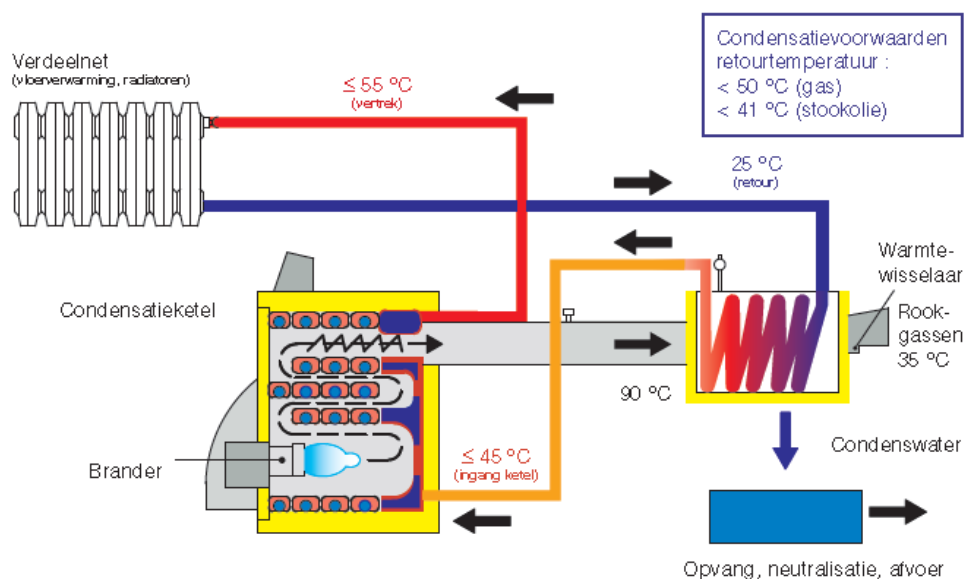 Verdeelnet
(vloerverwarming, radiatoren)
≤ 55 °C
(vertrek)
Condensatievoorwaarden
retourtemperatuur :
< 50 °C (gas)
< 41 °C (stookolie)
25 °C
(retour)
Warmte-
wisselaar
Rook-
gassen
35 °C
Condensatieketel
90 °C
Brander
≤ 45 °C
(ingang ketel)
Condenswater
Opvang, neutralisatie, afvoer